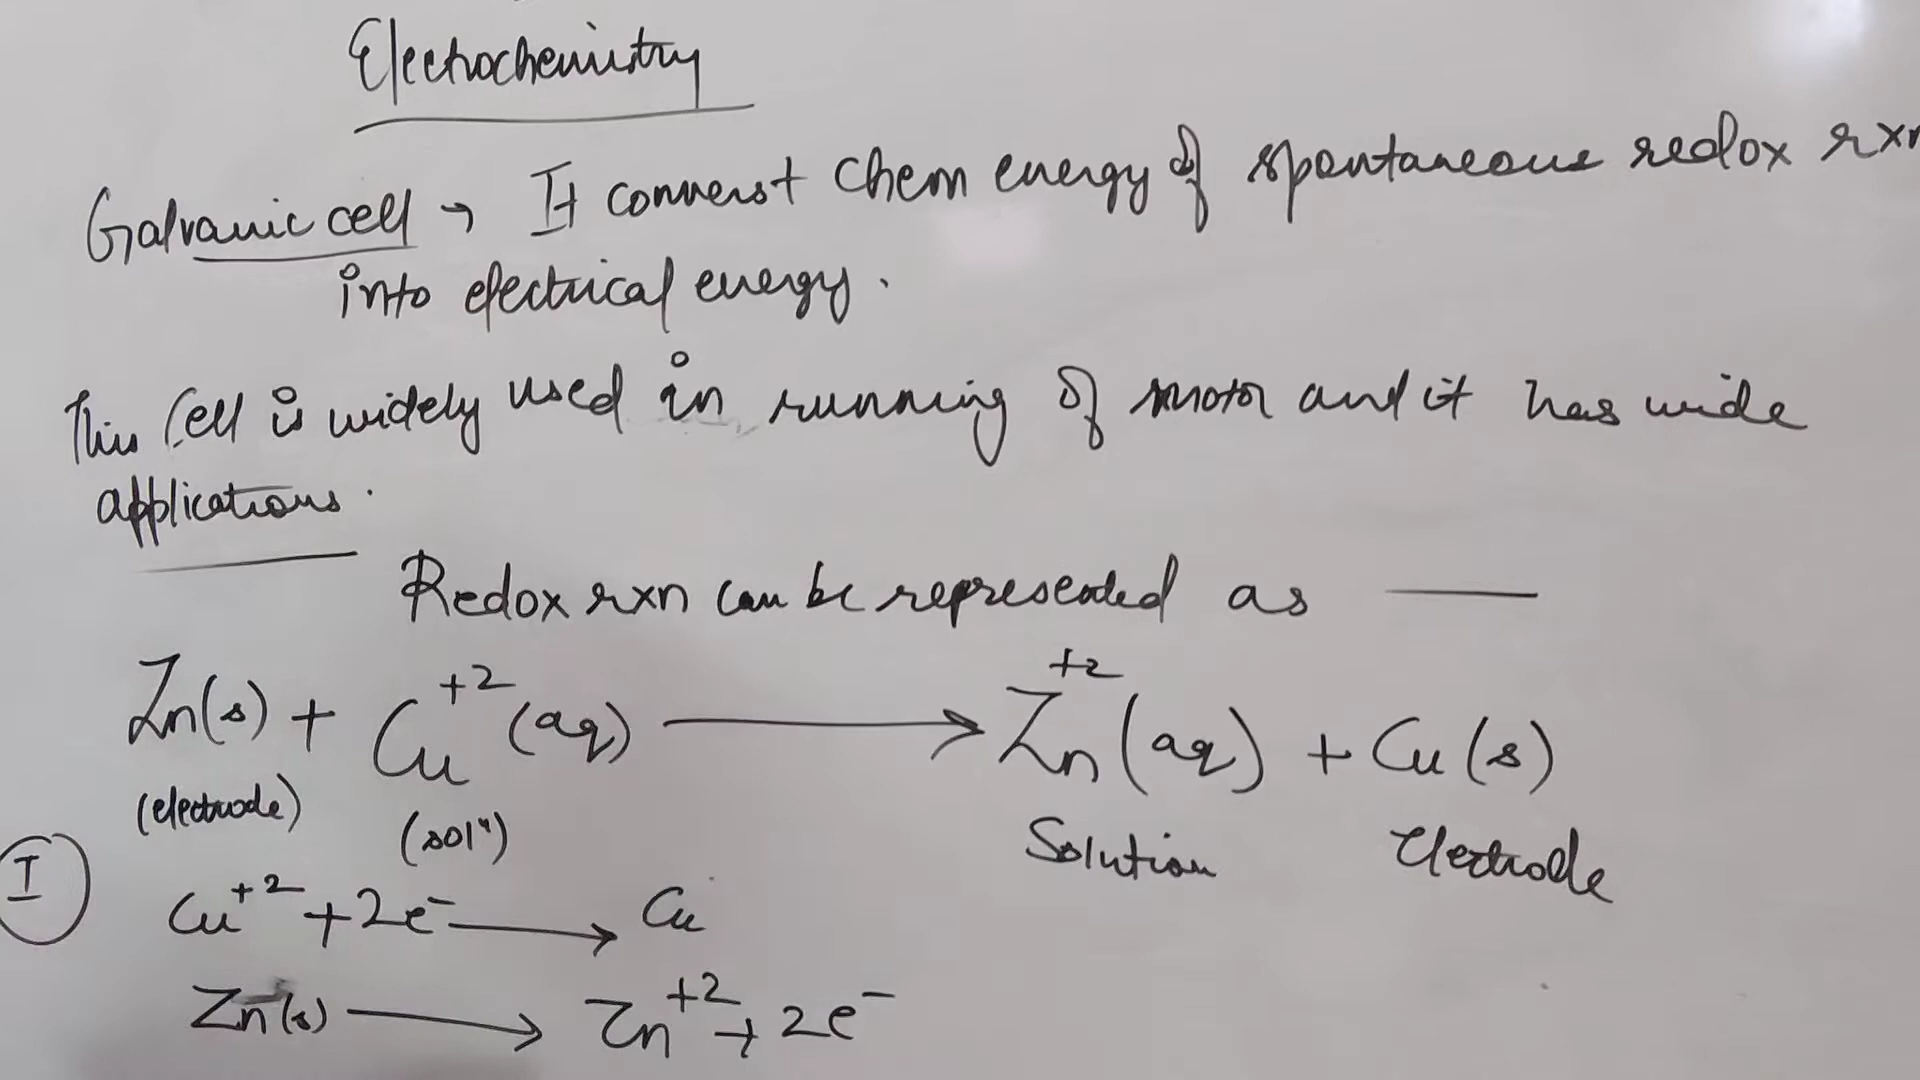 Electrochemistry
Galvanic cell → It converst chem energy of spontaneous redox rxn
into electrical energy.
This Cell is widely used in running of motor and it has wide
applications.
Redox rxn can be represented as —
Zn(s) + Cu⁺²(aq) → Zn⁺²(aq) + Cu(s)
(electrode) (solⁿ) Solution Electrode
I
Cu⁺² + 2e⁻ → Cu
Zn(s) → Zn⁺² + 2e⁻